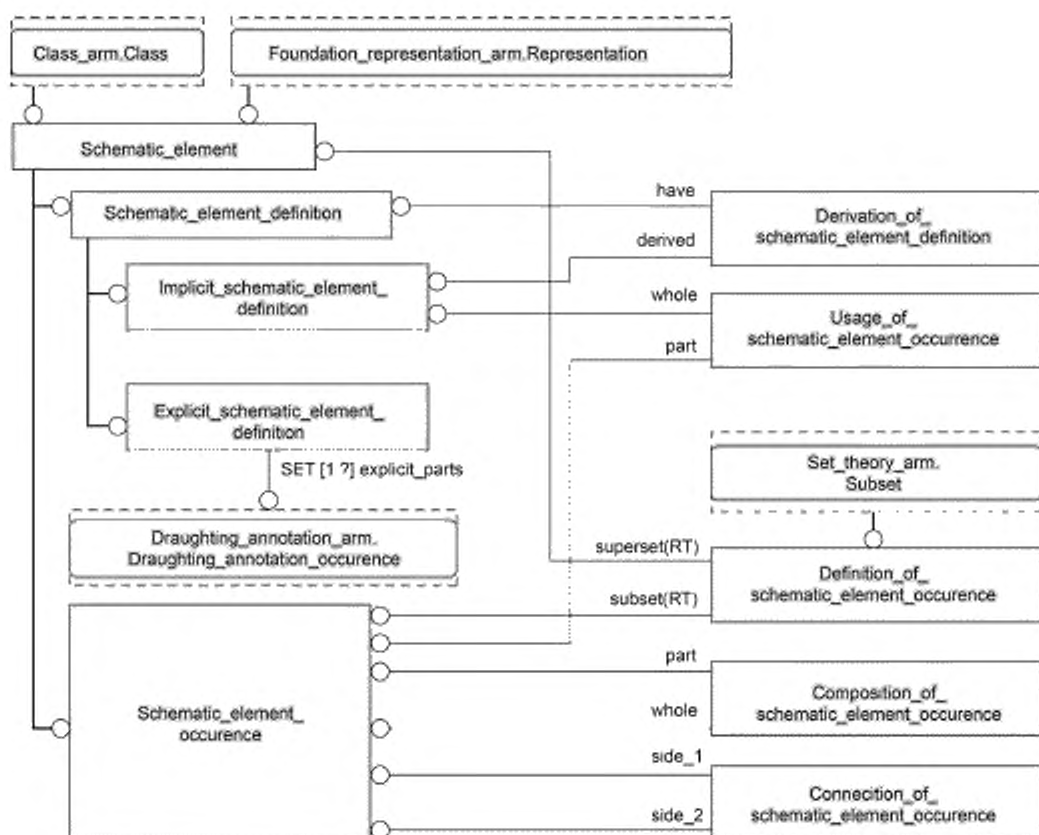 Class_arm.Class
Foundation_representation_arm.Representation
Schematic_element
have
Schematic_element_definition
Derivation_of_
schematic_element_definition
derived
Implicit_schematic_element_
definition
whole
Usage_of_
schematic_element_occurrence
part
Explicit_schematic_element_
definition
SET [1 ?] explicit_parts
Set_theory_arm.
Subset
Draughting_annotation_arm.
Draughting_annotation_occurence
superset(RT)
Definition_of_
schematic_element_occurence
subset(RT)
part
Composition_of_
schematic_element_occurence
whole
Schematic_element_
occurence
side_1
Connecition_of_
schematic_element_occurence
side_2